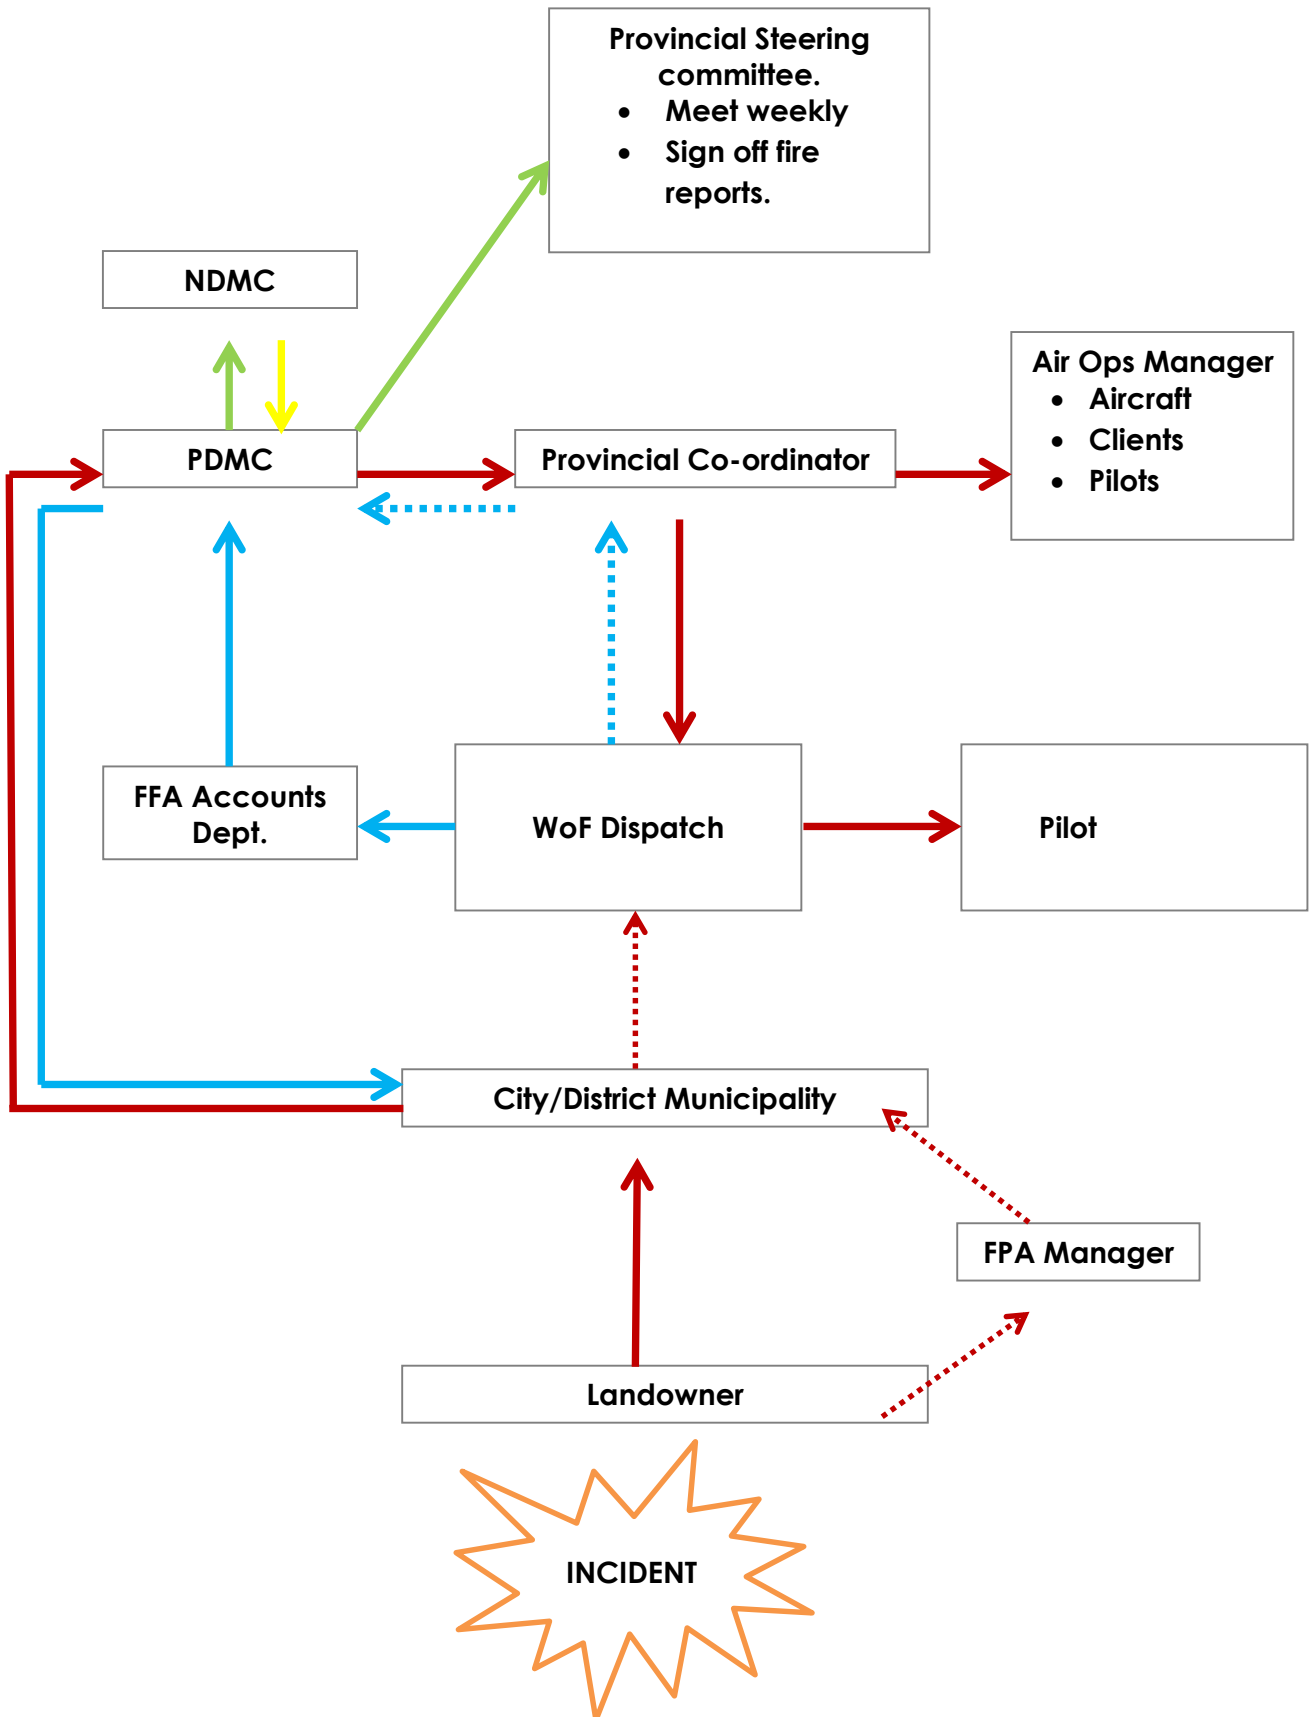 Provincial Steering
committee.
• Meet weekly
• Sign off fire
reports.
NDMC
Air Ops Manager
• Aircraft
• Clients
• Pilots
PDMC
Provincial Co-ordinator
FFA Accounts
Dept.
WoF Dispatch
Pilot
City/District Municipality
FPA Manager
Landowner
INCIDENT